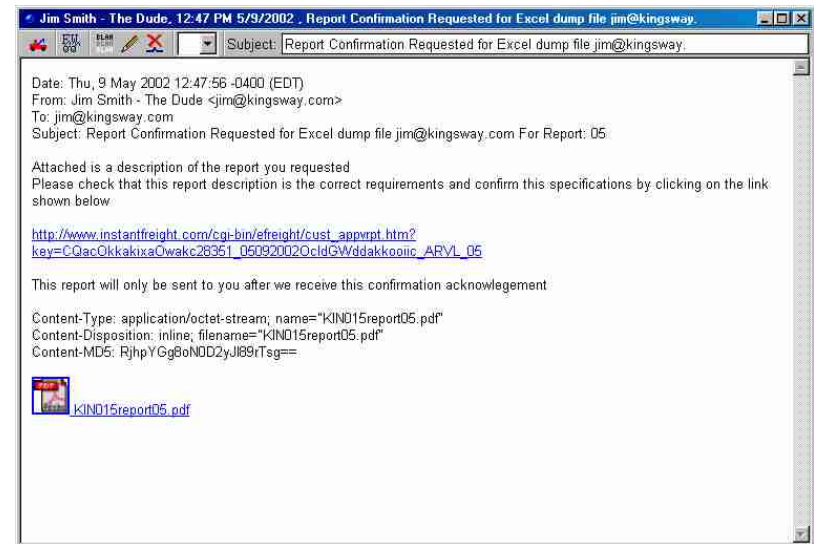 Jim Smith - The Dude, 12:47 PM 5/9/2002 , Report Confirmation Requested for Excel dump file jim@kingsway.
BLAH BLAH BLAH Subject: Report Confirmation Requested for Excel dump file jim@kingsway.
Date: Thu, 9 May 2002 12:47:56 -0400 (EDT)
From: Jim Smith - The Dude <jim@kingsway.com>
To: jim@kingsway.com
Subject: Report Confirmation Requested for Excel dump file jim@kingsway.com For Report: 05
Attached is a description of the report you requested
Please check that this report description is the correct requirements and confirm this specifications by clicking on the link
shown below
http://www.instantfreight.com/cgi-bin/efreight/cust_appvrpt.htm?
key=CQacOkkakixaOwakc28351_05092002OcldGWddakkooiic_ARVL_05
This report will only be sent to you after we receive this confirmation acknowlegement
Content-Type: application/octet-stream; name="KIN015report05.pdf"
Content-Disposition: inline; filename="KIN015report05.pdf"
Content-MD5: RjhpYGg8oN0D2yJl89rTsg==
KIN015report05.pdf